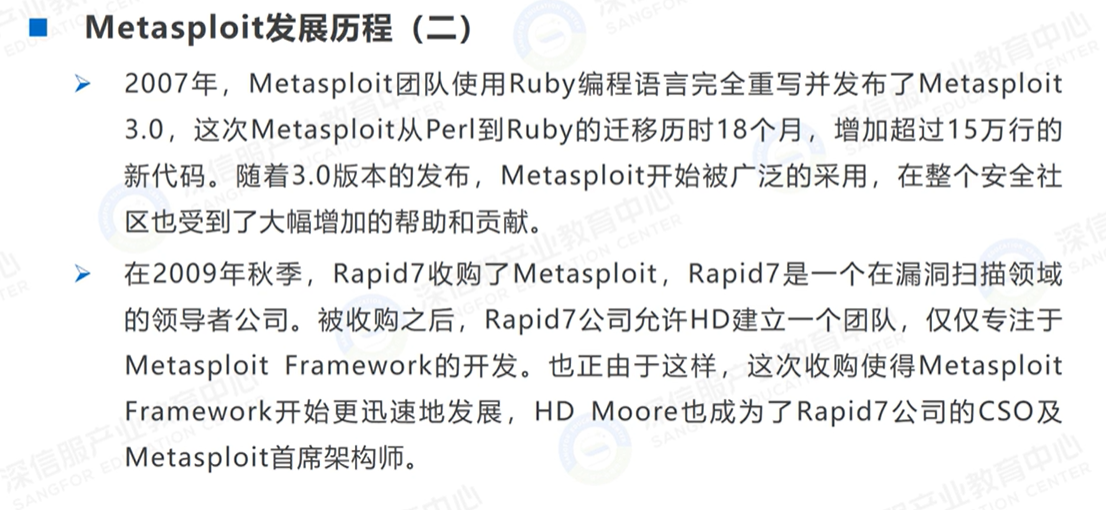 Metasploit发展历程（二）
2007年，Metasploit团队使用Ruby编程语言完全重写并发布了Metasploit
3.0，这次Metasploit从Perl到Ruby的迁移历时18个月，增加超过15万行的
新代码。随着3.0版本的发布，Metasploit开始被广泛的采用，在整个安全社
区也受到了大幅增加的帮助和贡献。
在2009年秋季，Rapid7收购了Metasploit，Rapid7是一个在漏洞扫描领域
的领导者公司。被收购之后，Rapid7公司允许HD建立一个团队，仅仅专注于
Metasploit Framework的开发。也正由于这样，这次收购使得Metasploit
Framework开始更迅速地发展，HD Moore也成为了Rapid7公司的CSO及
Metasploit首席架构师。
深信服产业教育中心
SANGFOR EDUCATION CENTER